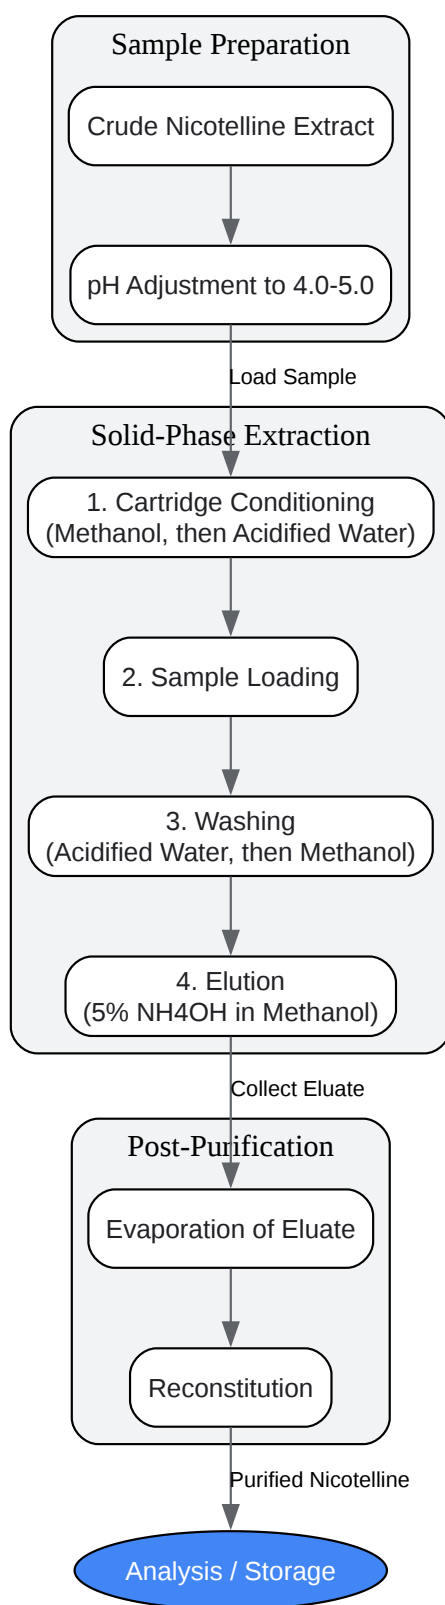 Sample Preparation
Crude Nicotelline Extract
pH Adjustment to 4.0-5.0
Load Sample
Solid-Phase Extraction
1. Cartridge Conditioning
(Methanol, then Acidified Water)
2. Sample Loading
3. Washing
(Acidified Water, then Methanol)
4. Elution
(5% NH4OH in Methanol)
Collect Eluate
Post-Purification
Evaporation of Eluate
Reconstitution
Purified Nicotelline
Analysis / Storage